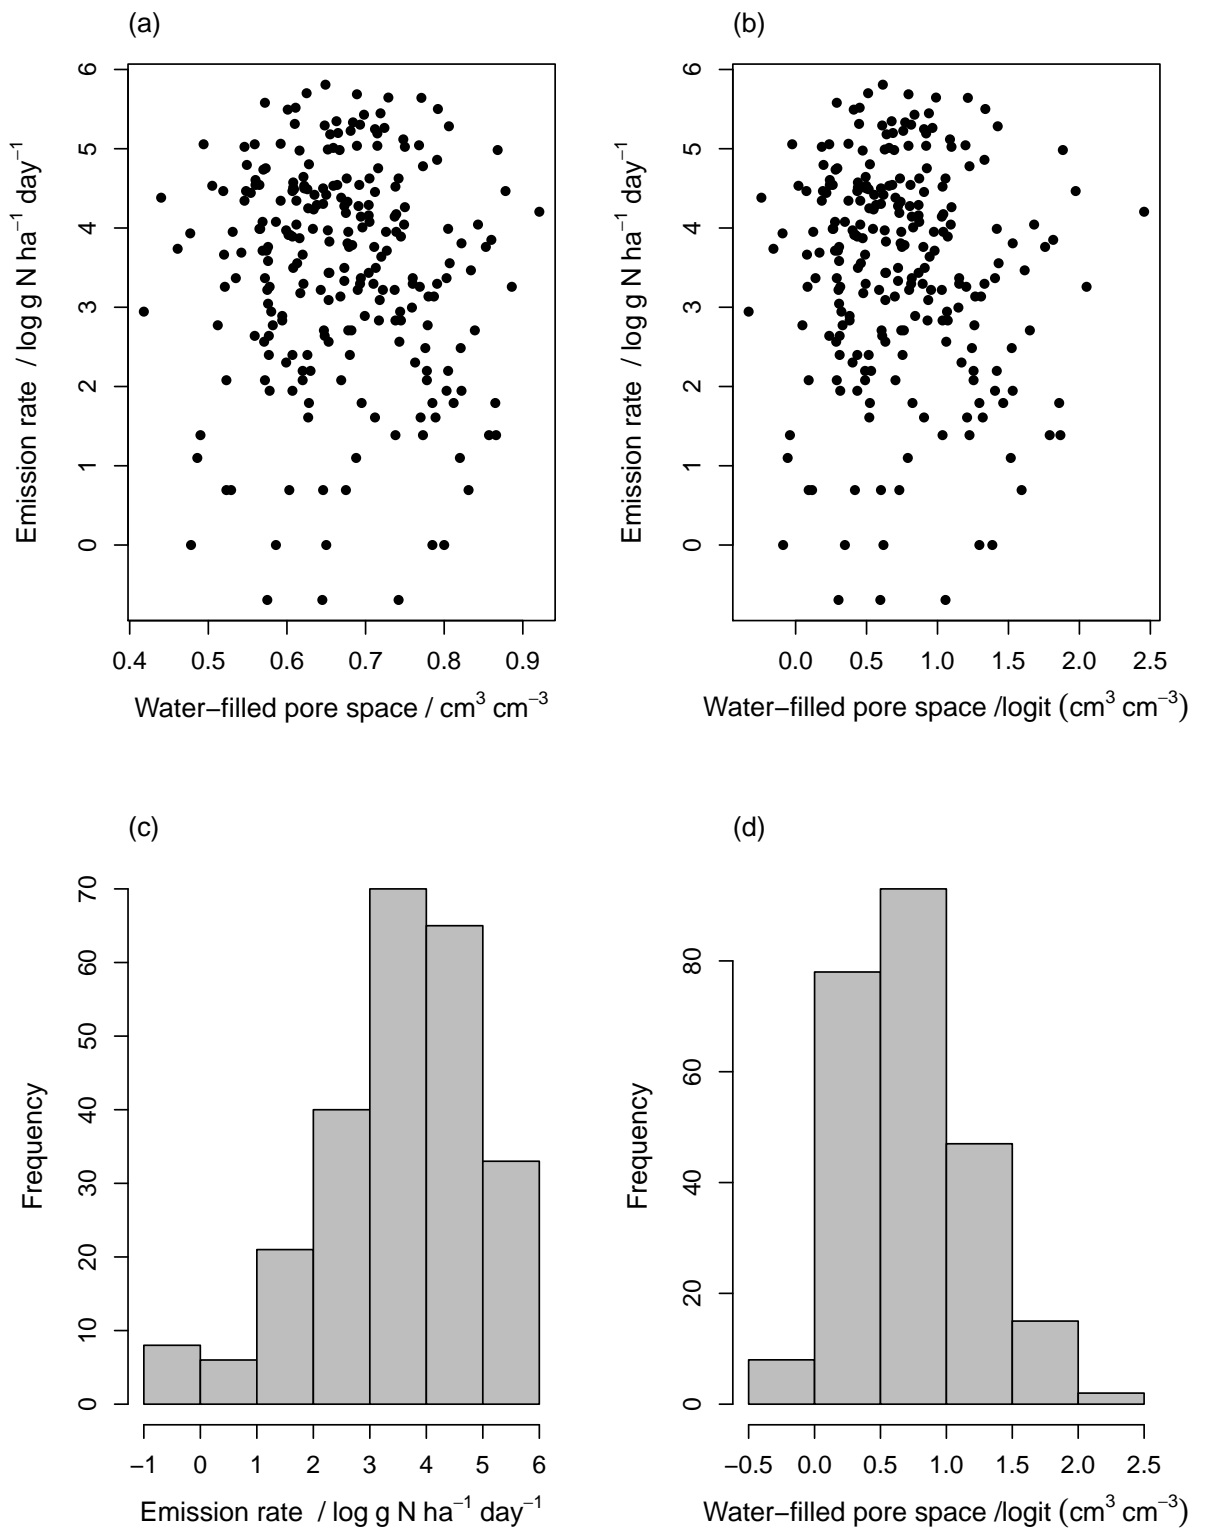 (a)
6
5
4
3
2
1
0
Emission rate / log g N ha⁻¹ day⁻¹
0.4 0.5 0.6 0.7 0.8 0.9
Water−filled pore space / cm³ cm⁻³
(b)
6
5
4
3
2
1
0
Emission rate / log g N ha⁻¹ day⁻¹
0.0 0.5 1.0 1.5 2.0 2.5
Water−filled pore space /logit (cm³ cm⁻³)
(c)
70
60
50
40
30
20
10
0
Frequency
−1 0 1 2 3 4 5 6
Emission rate / log g N ha⁻¹ day⁻¹
(d)
80
60
40
20
0
Frequency
−0.5 0.0 0.5 1.0 1.5 2.0 2.5
Water−filled pore space /logit (cm³ cm⁻³)